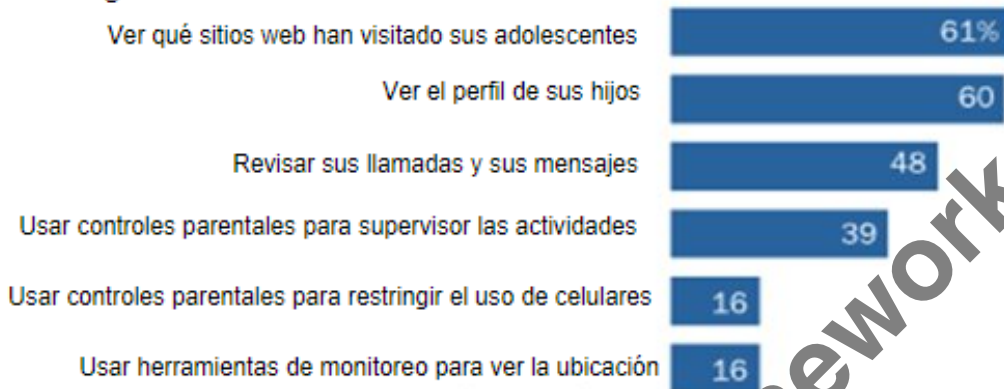 Ver qué sitios web han visitado sus adolescentes 61%
Ver el perfil de sus hijos 60
Revisar sus llamadas y sus mensajes 48
Usar controles parentales para supervisor las actividades 39
Usar controles parentales para restringir el uso de celulares 16
Usar herramientas de monitoreo para ver la ubicación 16